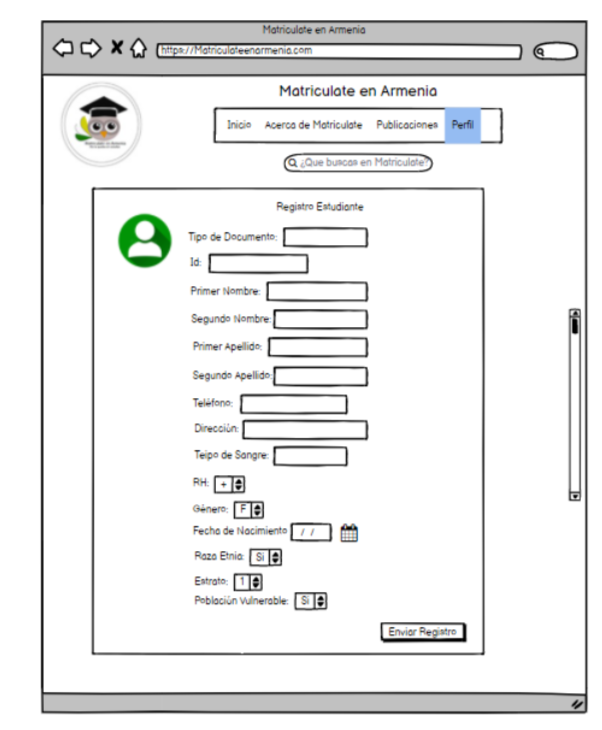 Matriculate en Armenia
https://Matriculateenarmenia.com
Matriculate en Armenia
Inicio Acerca de Matriculate Publicaciones Perfil
¿Que buscas en Matriculate?
Registro Estudiante
Tipo de Documento:
Id:
Primer Nombre:
Segundo Nombre:
Primer Apellido:
Segundo Apellido:
Teléfono:
Dirección:
Teipo de Sangre:
RH: +
Género: F
Fecha de Nacimiento / /
Raza Etnia: Si
Estrato: 1
Población Vulnerable: Si
Enviar Registro